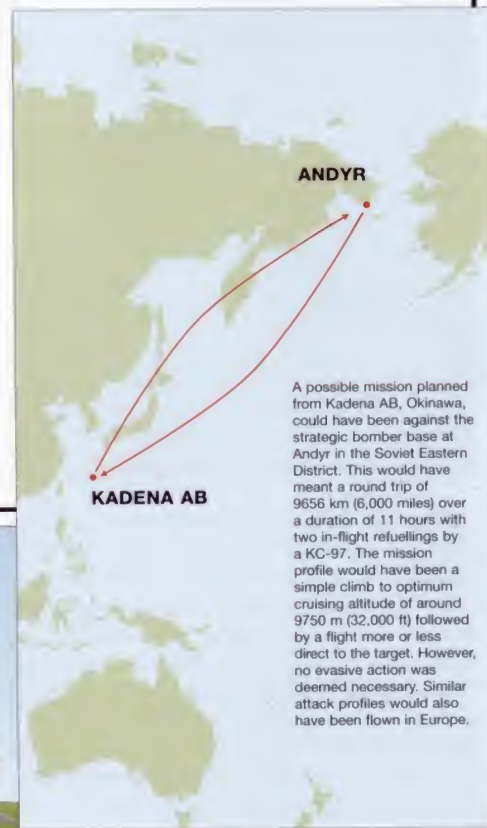 ANDYR
KADENA AB
A possible mission planned
from Kadena AB, Okinawa,
could have been against the
strategic bomber base at
Andyr in the Soviet Eastern
District. This would have
meant a round trip of
9656 km (6,000 miles) over
a duration of 11 hours with
two in-flight refuellings by
a KC-97. The mission
profile would have been a
simple climb to optimum
cruising altitude of around
9750 m (32,000 ft) followed
by a flight more or less
direct to the target. However,
no evasive action was
deemed necessary. Similar
attack profiles would also
have been flown in Europe.